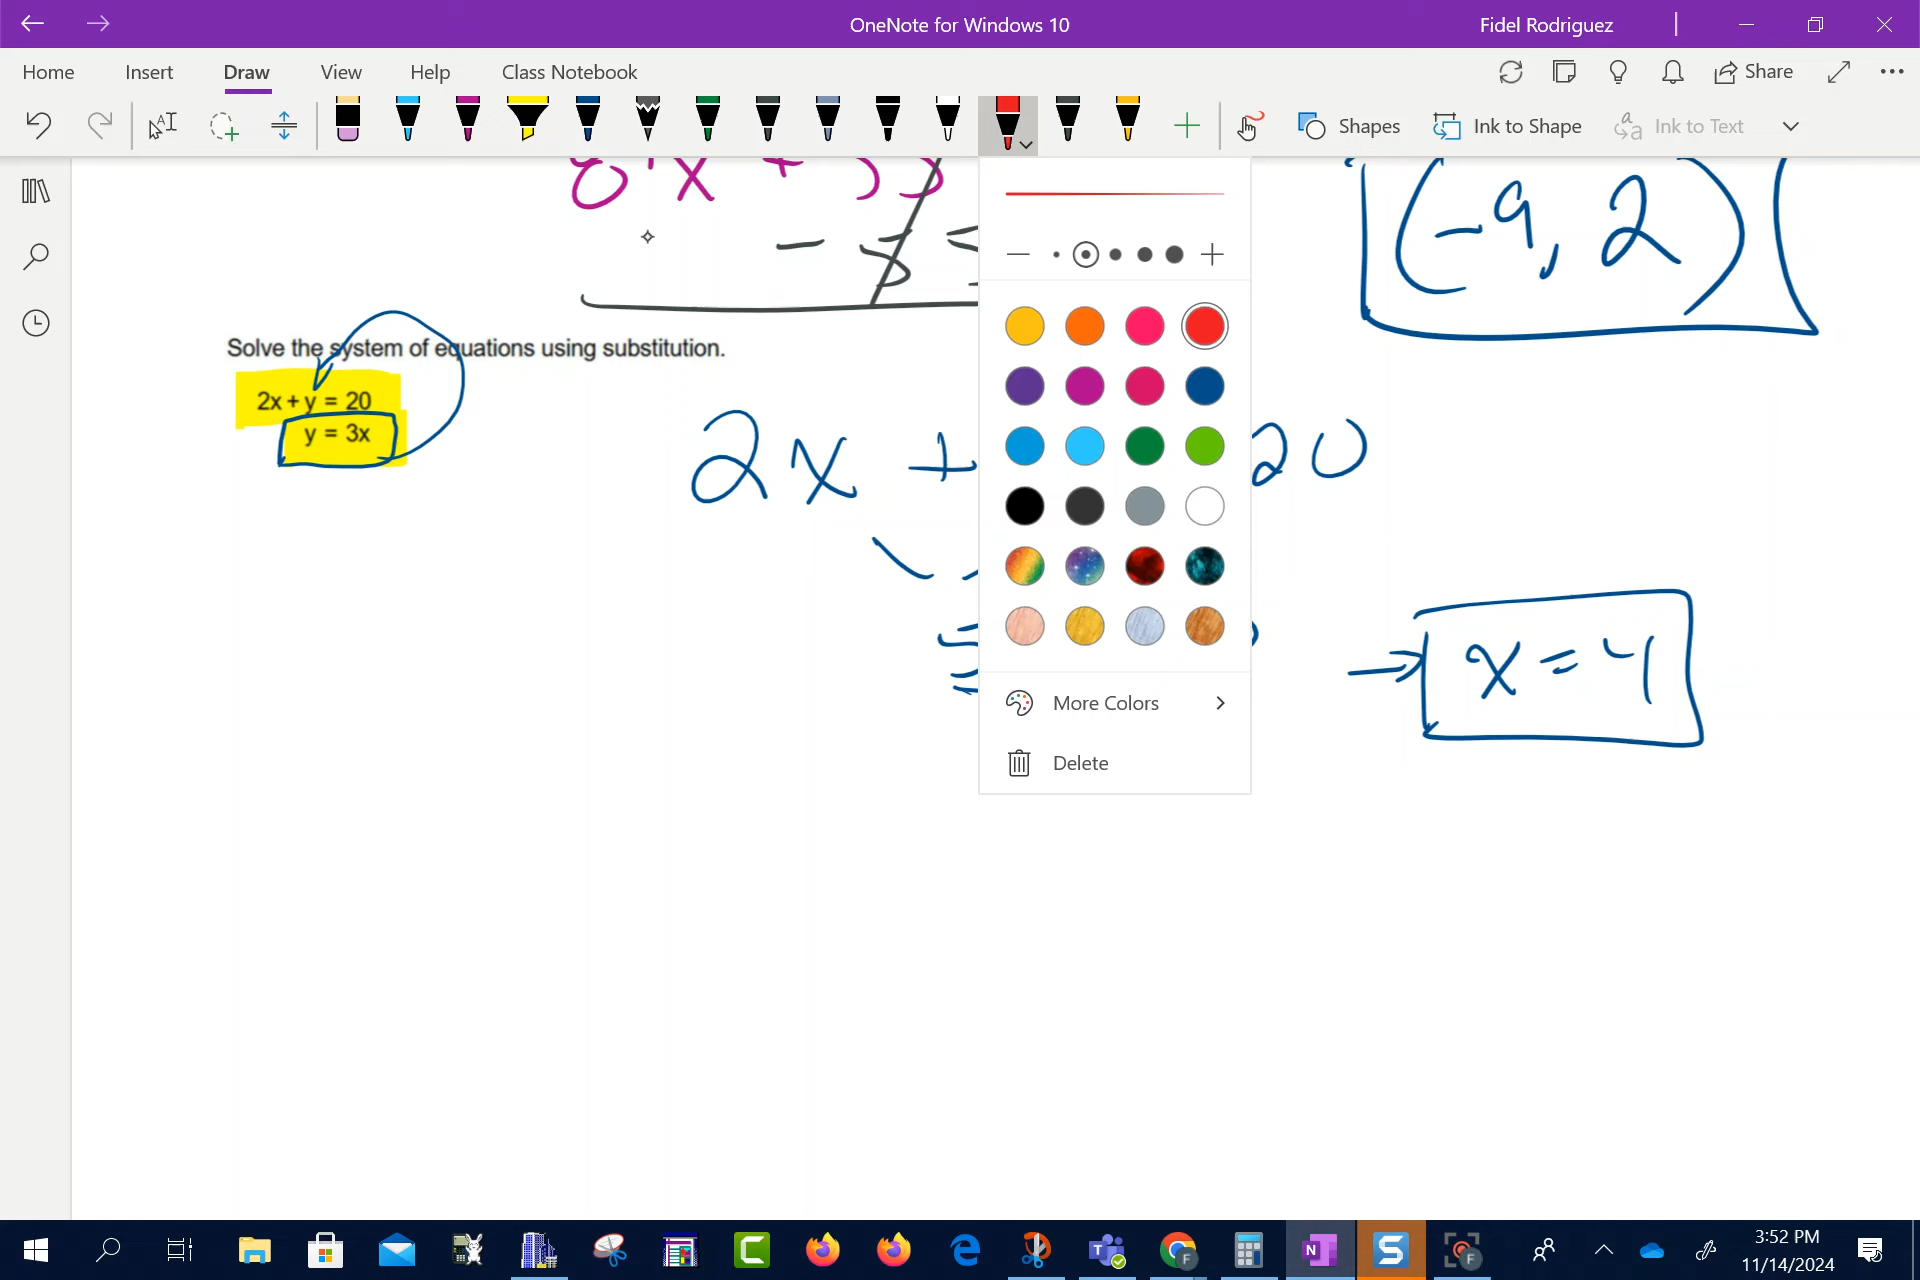 OneNote for Windows 10
Fidel Rodriguez
Home Insert Draw View Help Class Notebook
Share
Shapes Ink to Shape Ink to Text
(-9, 2)
Solve the system of equations using substitution.
2x + y = 20
y = 3x
2x +
20
x = 4
More Colors
Delete
3:52 PM
11/14/2024